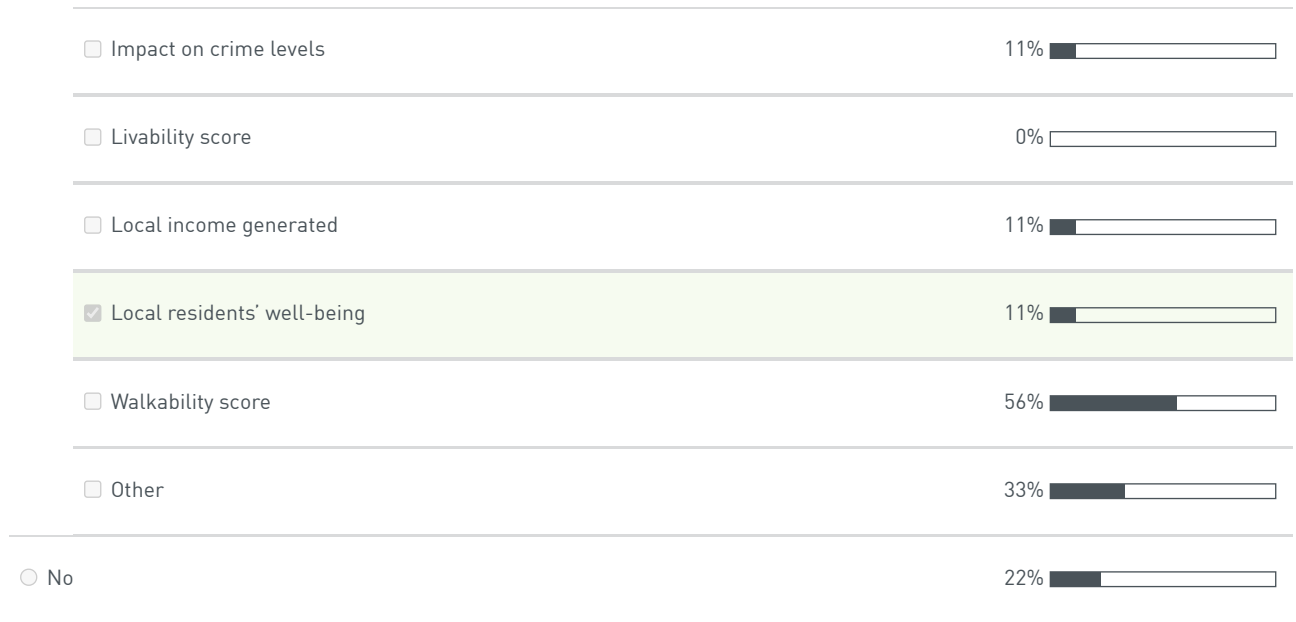 Impact on crime levels 11%
Livability score 0%
Local income generated 11%
Local residents’ well-being 11%
Walkability score 56%
Other 33%
No 22%